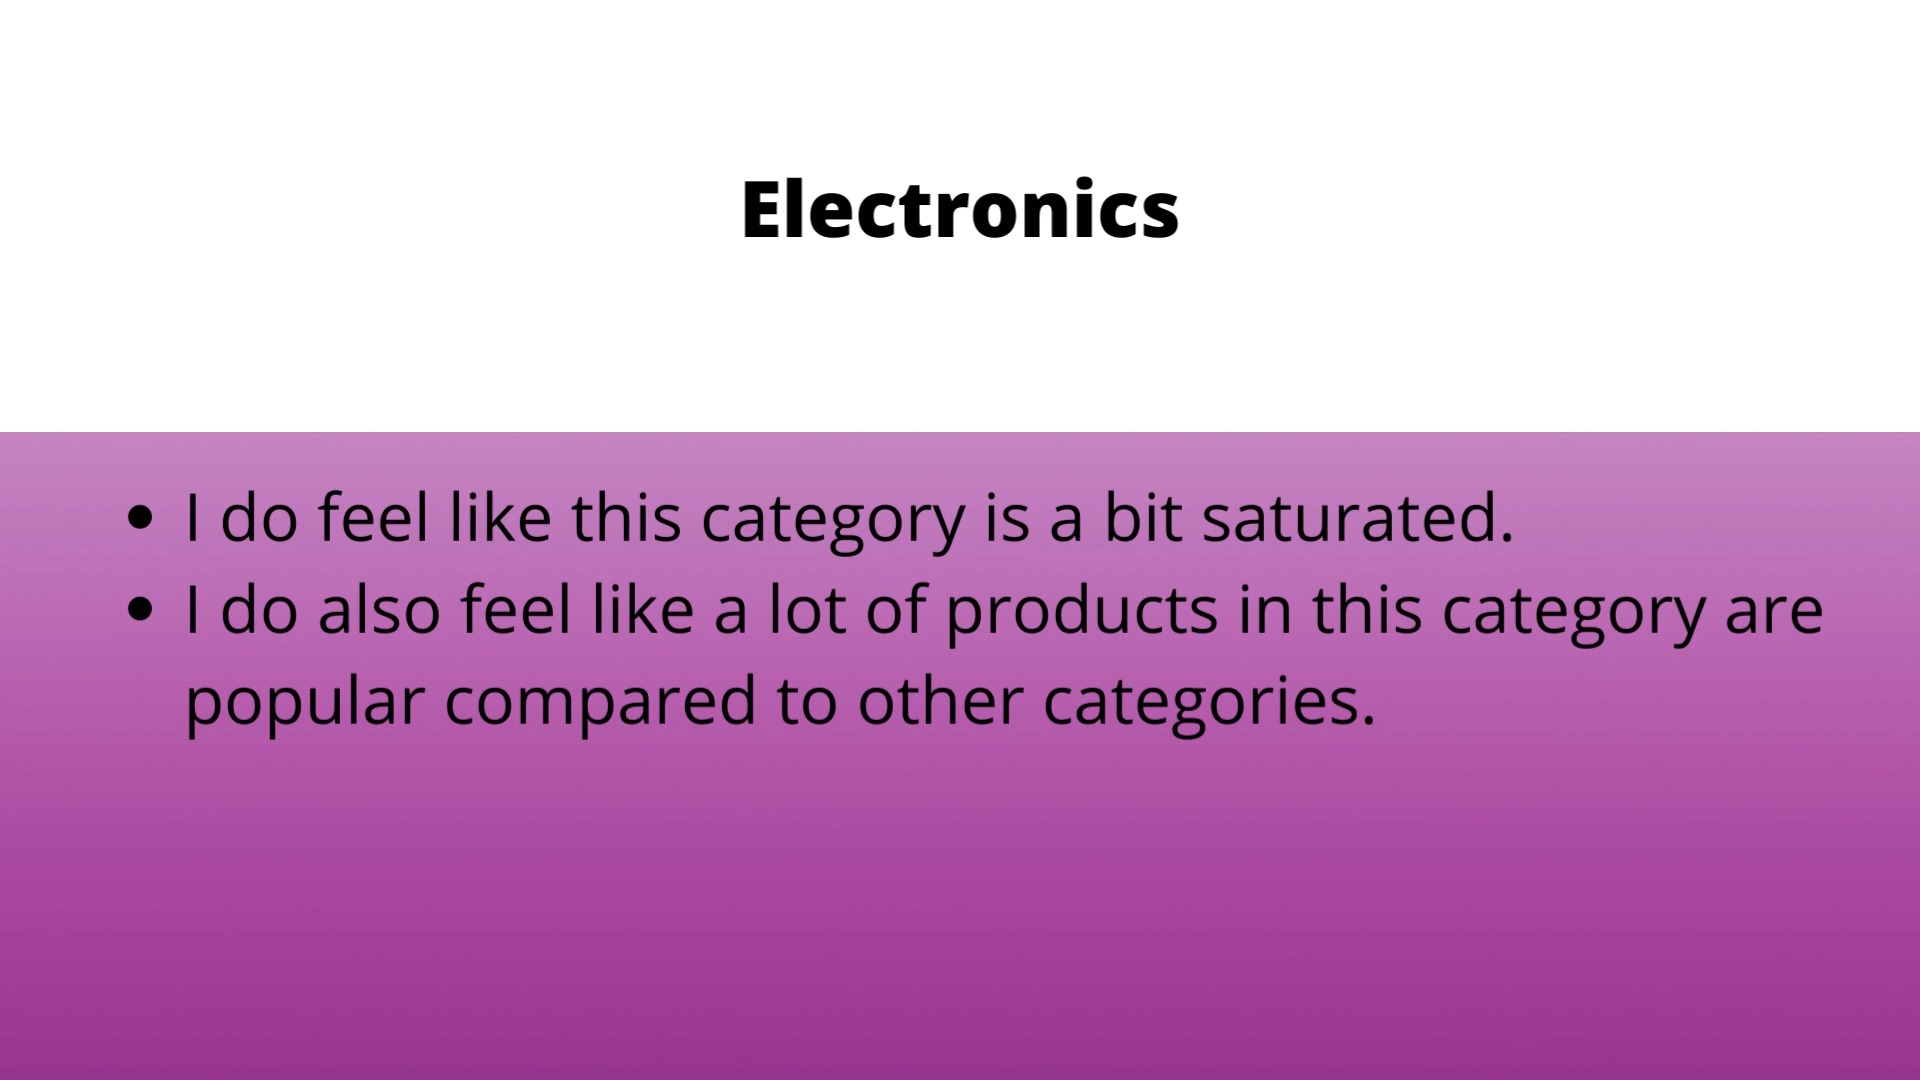 Electronics
• I do feel like this category is a bit saturated.
• I do also feel like a lot of products in this category are
popular compared to other categories.